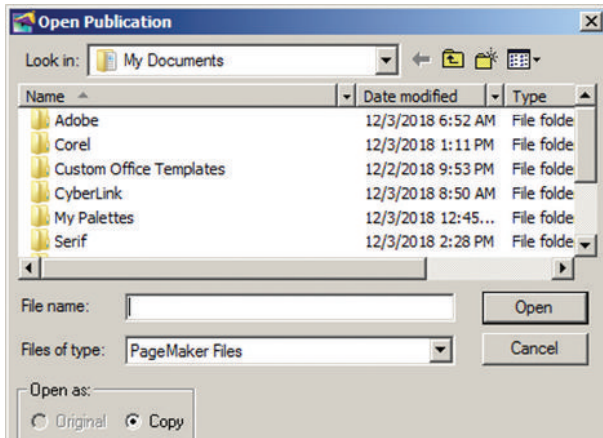 Open Publication
Look in: My Documents
Name Date modified Type
Adobe 12/3/2018 6:52 AM File folde
Corel 12/3/2018 1:11 PM File folde
Custom Office Templates 12/2/2018 9:53 PM File folde
CyberLink 12/3/2018 8:50 AM File folde
My Palettes 12/3/2018 12:45... File folde
Serif 12/3/2018 2:28 PM File folde
File name: Open
Files of type: PageMaker Files Cancel
Open as:
Original Copy